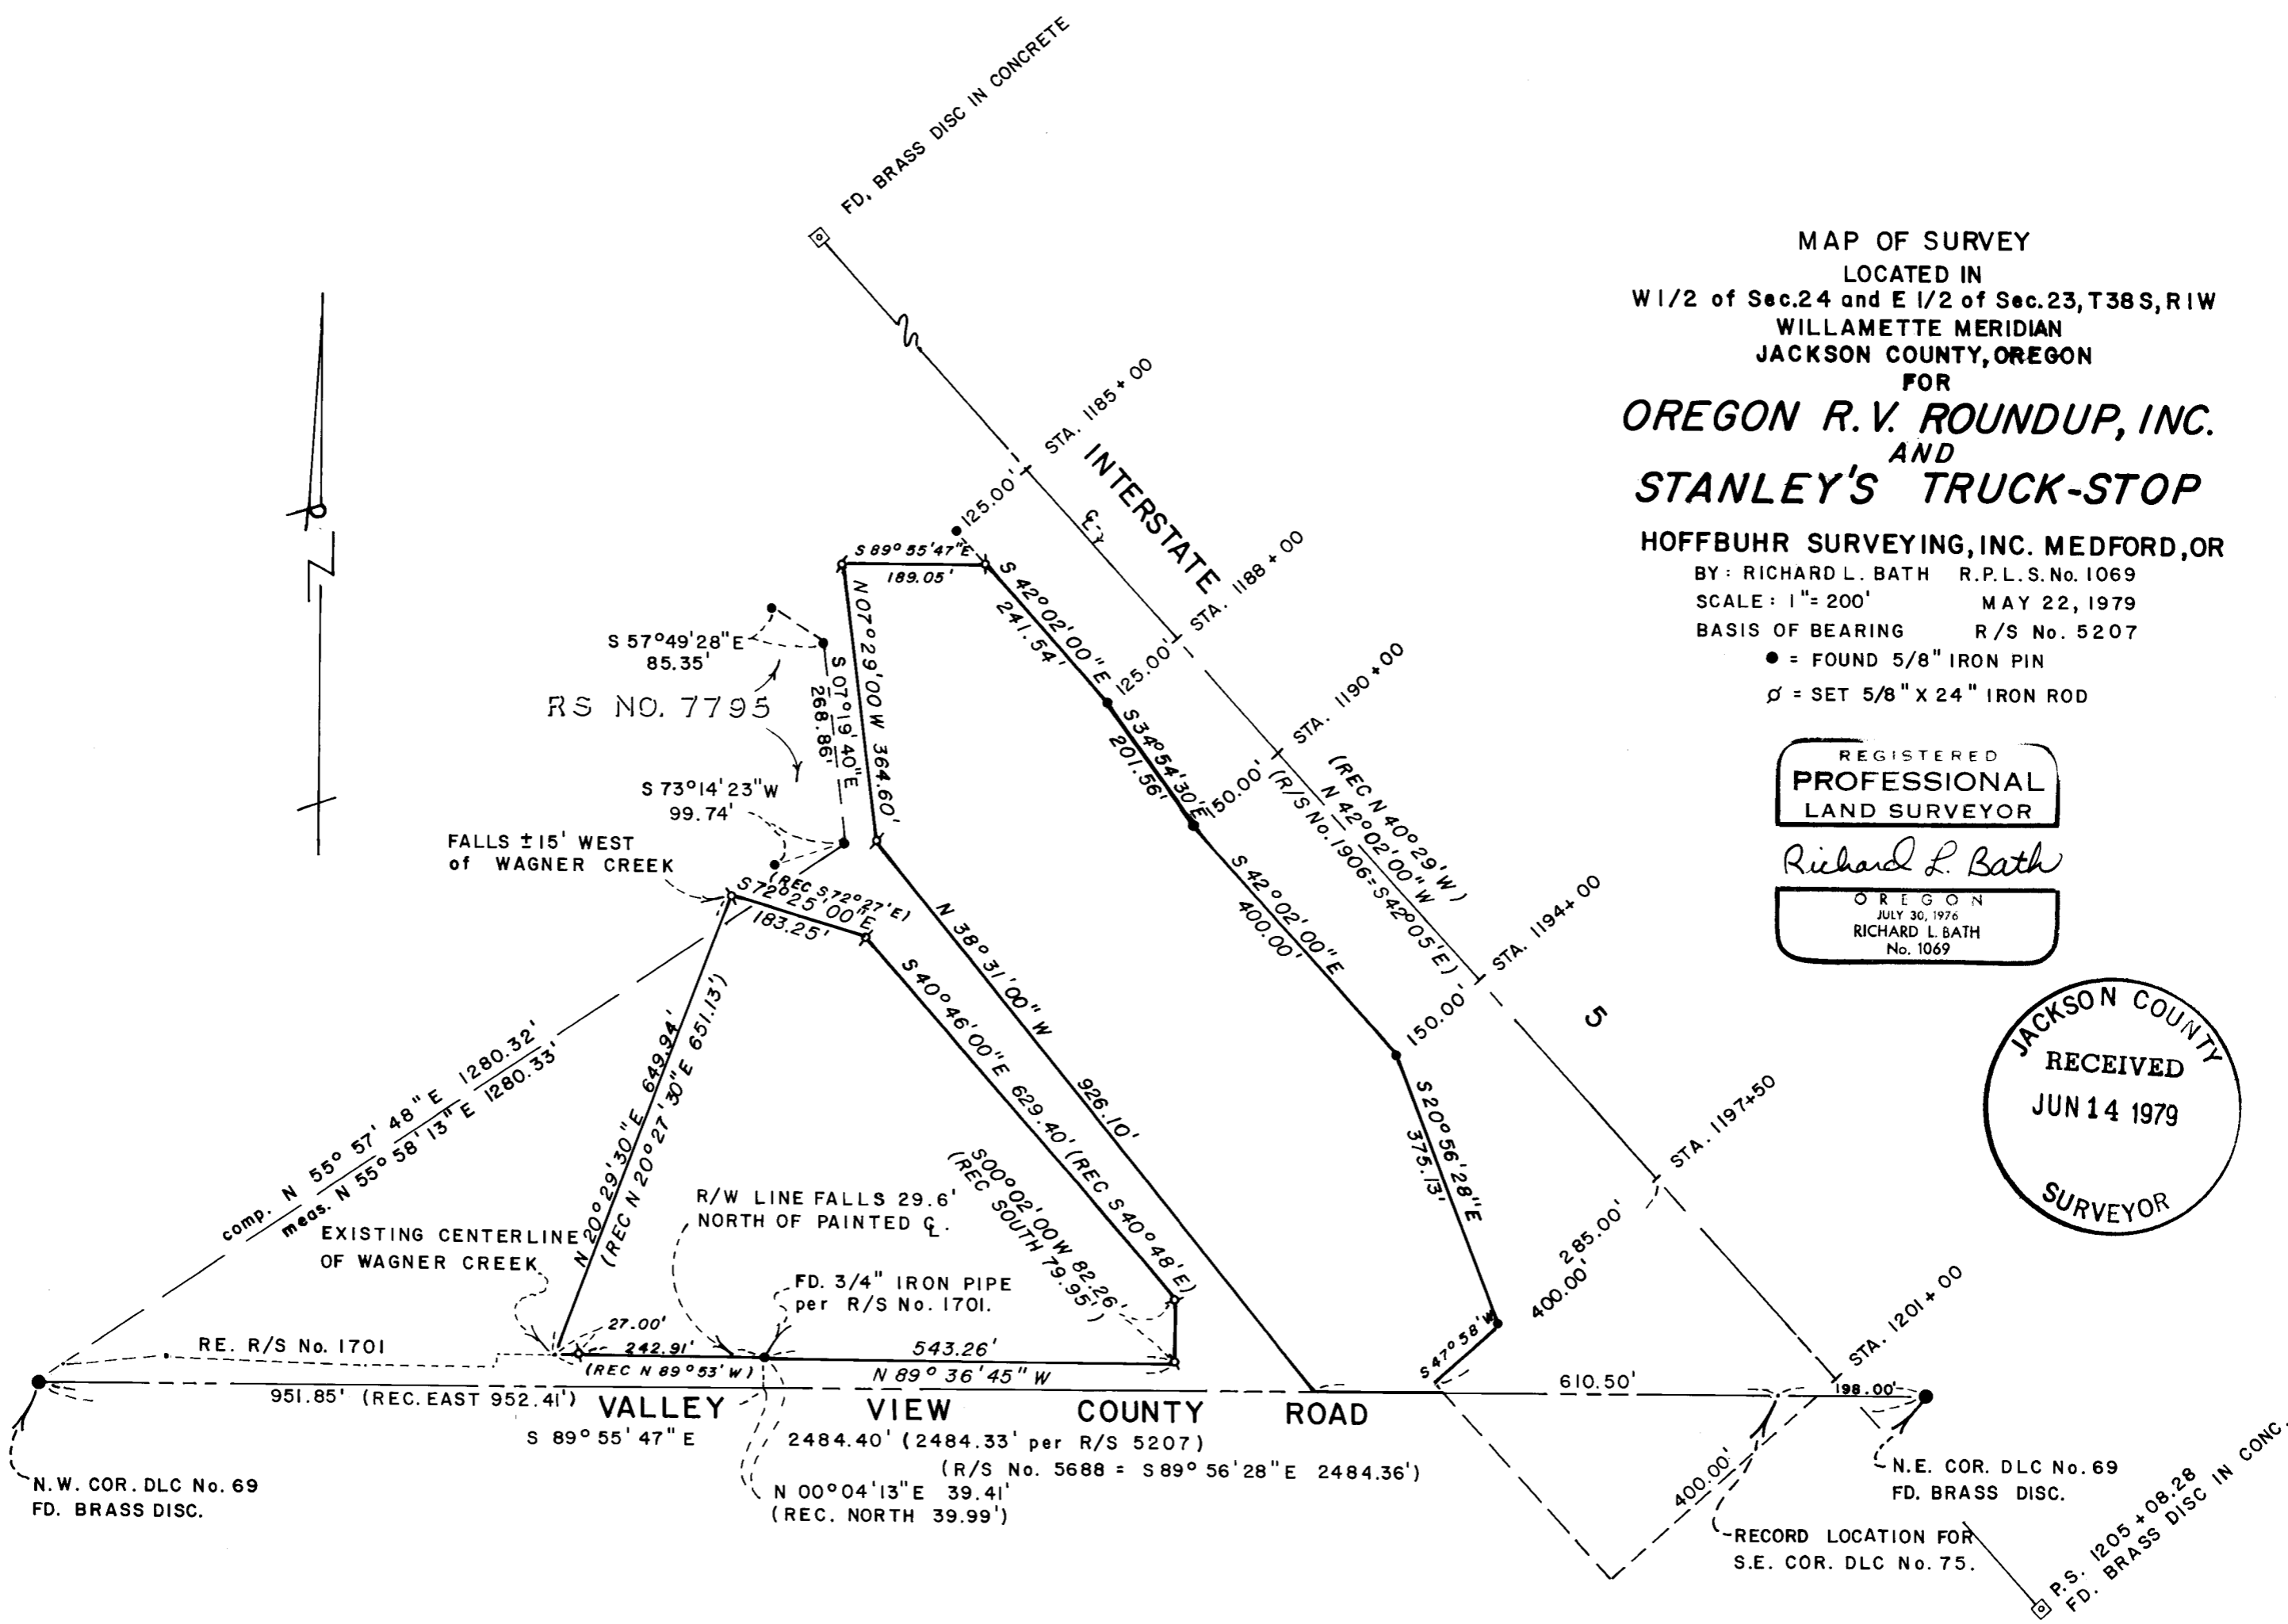 FD. BRASS DISC IN CONCRETE
MAP OF SURVEY
LOCATED IN
W 1/2 of Sec.24 and E 1/2 of Sec.23, T38S, R1W
WILLAMETTE MERIDIAN
JACKSON COUNTY, OREGON
FOR
OREGON R.V. ROUNDUP, INC.
AND
STANLEY'S TRUCK-STOP
HOFFBUHR SURVEYING, INC. MEDFORD, OR
BY: RICHARD L. BATH R.P.L.S. No. 1069
SCALE: 1"= 200' MAY 22, 1979
BASIS OF BEARING R/S No. 5207
● = FOUND 5/8" IRON PIN
= SET 5/8" X 24" IRON ROD
REGISTERED
PROFESSIONAL
LAND SURVEYOR
Richard L. Bath
OREGON
JULY 30, 1976
RICHARD L. BATH
No. 1069
JACKSON COUNTY
RECEIVED
JUN 14 1979
SURVEYOR
N
STA. 1185+00
INTERSTATE
5
℄
125.00'
STA. 1188+00
125.00'
STA. 1190+00
150.00'
(REC N 40°29'W)
N 42°02'00"W
(R/S No. 1906=S42°05'E)
STA. 1194+00
150.00'
STA. 1197+50
285.00'
400.00'
STA. 1201+00
S 89°55'47"E
189.05'
S 42°02'00"E
241.54'
S 34°54'30"E
201.56'
S 42°02'00"E
400.00'
S 20°56'28"E
375.13'
S 47°58'W
N 07°29'00"W 364.60'
S 57°49'28"E
85.35'
RS NO. 7795
S 07°19'40"E
268.86'
S 73°14'23"W
99.74'
FALLS ±15' WEST
of WAGNER CREEK
(REC S 72°27'E)
S 72°25'00"E
183.25'
N 38°31'00"W
926.10'
S 40°46'00"E 629.40' (REC S 40°48'E)
S00°02'00W 82.26'
(REC SOUTH 79.95')
N 20°29'30"E 649.94'
(REC N 20°27'30"E 651.13')
comp. N 55°57'48"E 1280.32'
meas. N 55°58'13"E 1280.33'
EXISTING CENTERLINE
OF WAGNER CREEK
R/W LINE FALLS 29.6'
NORTH OF PAINTED ℄.
FD. 3/4" IRON PIPE
per R/S No. 1701.
RE. R/S No. 1701
27.00'
242.91'
(REC N 89°53'W)
543.26'
N 89°36'45"W
951.85' (REC. EAST 952.41')
VALLEY VIEW COUNTY ROAD
S 89°55'47"E
2484.40' (2484.33' per R/S 5207)
(R/S No. 5688 = S89°56'28"E 2484.36')
N 00°04'13"E 39.41'
(REC. NORTH 39.99')
610.50'
198.00'
400.00'
N.W. COR. DLC No. 69
FD. BRASS DISC.
N.E. COR. DLC No. 69
FD. BRASS DISC.
RECORD LOCATION FOR
S.E. COR. DLC No. 75.
P.S. 1205+08.28
FD. BRASS DISC IN CONC.